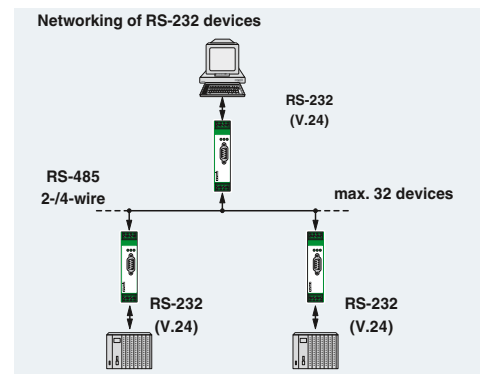 Networking of RS-232 devices
RS-232
(V.24)
RS-485
2-/4-wire
max. 32 devices
RS-232
(V.24)
RS-232
(V.24)